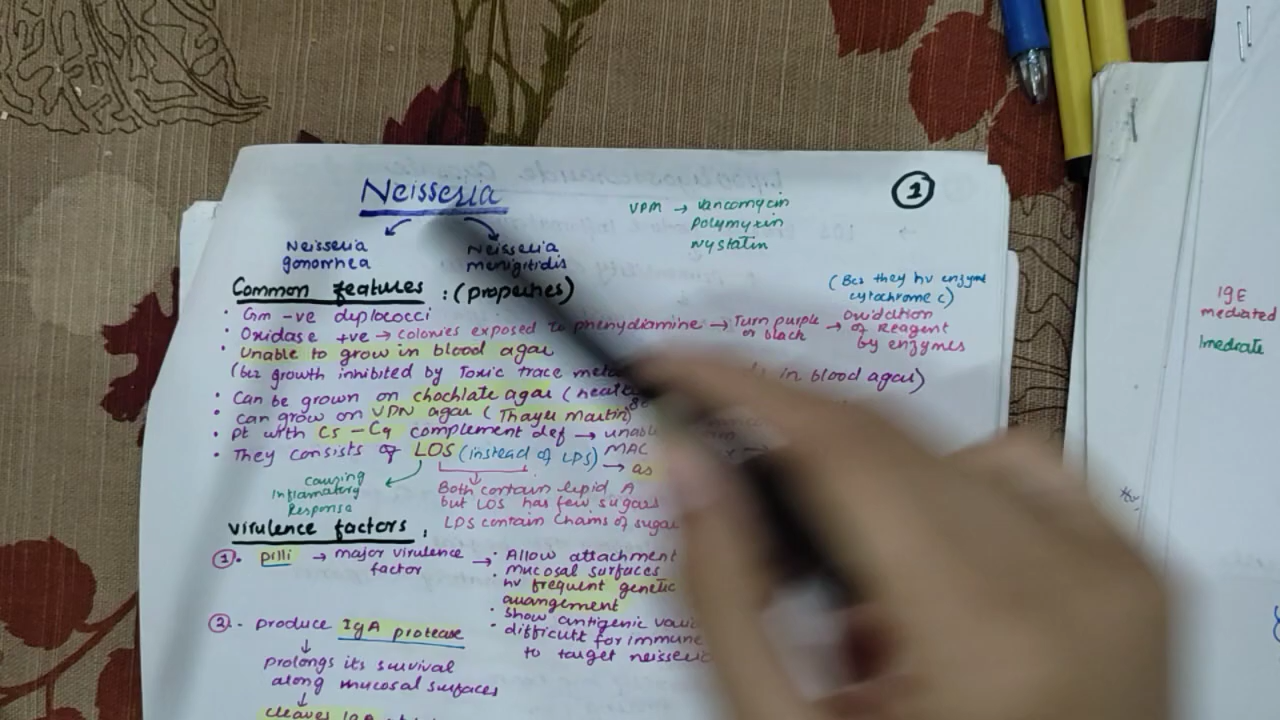 Neisseria
1
VPM → vancomycin
polymyxin
nystatin
Neisseria
gonorrhea
Neisseria
menigitidis
Common features : (properties)
(Bcz they hv enzyme
cytochrome c)
• Gm -ve diplococci
• Oxidase +ve → colonies exposed to phenydiamine → Turn purple or black → Oxidation of Reagent by enzymes
• Unable to grow in blood agar
(bcz growth inhibited by Toxic trace in blood agar)
• Can be grown on chochlate agar
• can grow on VPN agar (Thayer Martin)
• pt with C5 - C9 complement def →
MAC
• They consists of LOS (instead of LPS) → as
causing
Inflamatory
Response
Both contain lipid A
but LOS has few sugars
LPS contain chains of sugar
Virulence factors :
① • pilli → major virulence factor → • Allow attachment
• mucosal surfaces
hv frequent genetic
arrangement
• Show antigenic
• difficult for immune
to target
② - produce IgA protease
↓
prolongs its survival
along mucosal surfaces
↓
cleaves IgA
IgE
mediated
Imediate